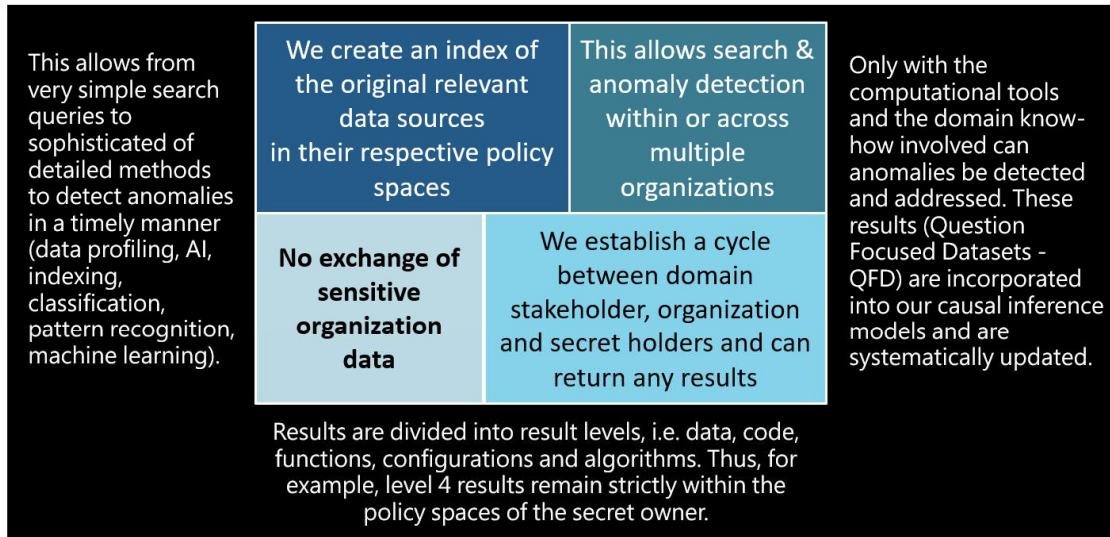 This allows from
very simple search
queries to
sophisticated of
detailed methods
to detect anomalies
in a timely manner
(data profiling, AI,
indexing,
classification,
pattern recognition,
machine learning).
We create an index of
the original relevant
data sources
in their respective policy
spaces
This allows search &
anomaly detection
within or across
multiple
organizations
No exchange of
sensitive
organization
data
We establish a cycle
between domain
stakeholder, organization
and secret holders and can
return any results
Only with the
computational tools
and the domain know-
how involved can
anomalies be detected
and addressed. These
results (Question
Focused Datasets -
QFD) are incorporated
into our causal inference
models and are
systematically updated.
Results are divided into result levels, i.e. data, code,
functions, configurations and algorithms. Thus, for
example, level 4 results remain strictly within the
policy spaces of the secret owner.